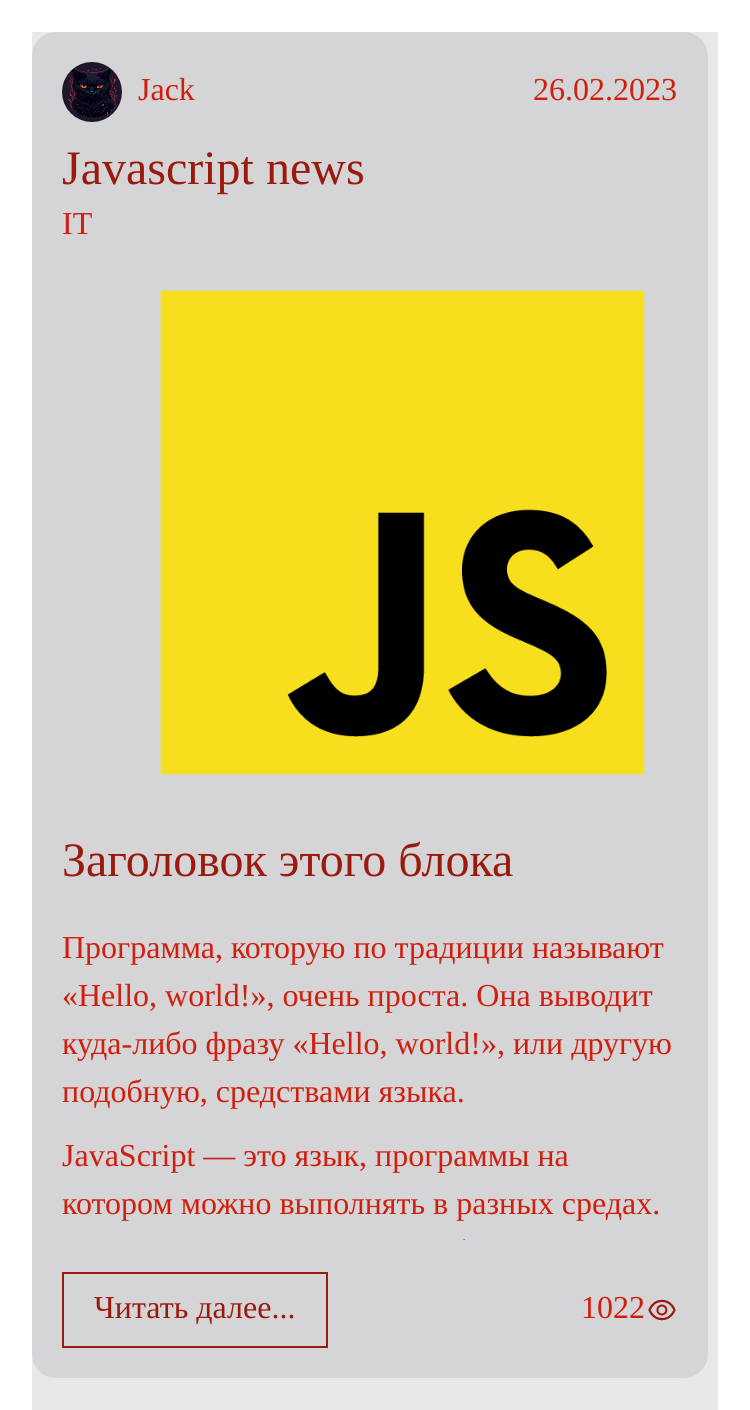 Jack 26.02.2023
Javascript news
IT
JS
Заголовок этого блока
Программа, которую по традиции называют
«Hello, world!», очень проста. Она выводит
куда-либо фразу «Hello, world!», или другую
подобную, средствами языка.
JavaScript — это язык, программы на
котором можно выполнять в разных средах.
Читать далее... 1022